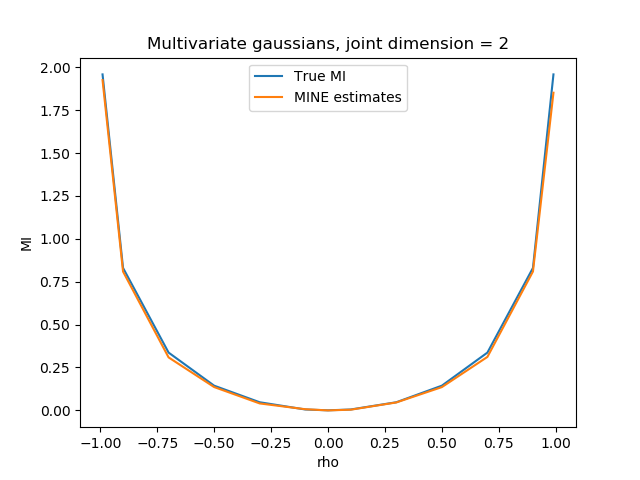 Multivariate gaussians, joint dimension = 2
True MI
MINE estimates
2.00
1.75
1.50
1.25
1.00
0.75
0.50
0.25
0.00
MI
−1.00 −0.75 −0.50 −0.25 0.00 0.25 0.50 0.75 1.00
rho